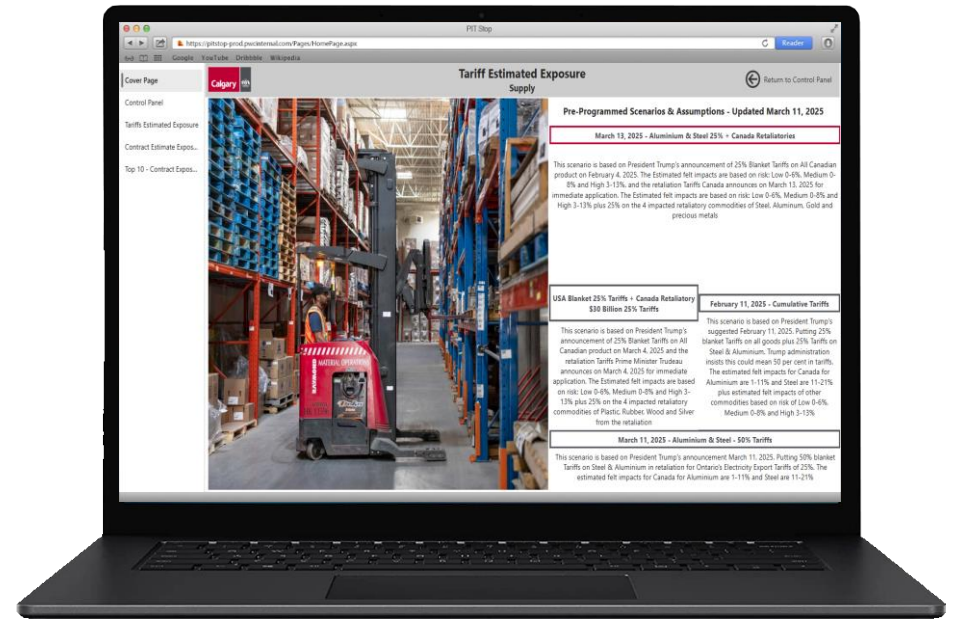 PIT Stop
https://pitstop-prod.pwcinternal.com/Pages/HomePage.aspx
Reader
Google YouTube Dribbble Wikipedia
Cover Page
Control Panel
Tariffs Estimated Exposure
Contract Estimate Expos...
Top 10 - Contract Expos...
Calgary
Tariff Estimated Exposure
Supply
Return to Control Panel
MATERIAL OPERATIONS
RAYMOND
Pre-Programmed Scenarios & Assumptions - Updated March 11, 2025
March 13, 2025 - Aluminium & Steel 25% + Canada Retaliatories
This scenario is based on President Trump's announcement of 25% Blanket Tariffs on All Canadian
product on February 4, 2025. The Estimated felt impacts are based on risk: Low 0-6%, Medium 0-
8% and High 3-13%, and the retaliation Tariffs Canada announces on March 13, 2025 for
immediate application. The Estimated felt impacts are based on risk: Low 0-6%, Medium 0-8% and
High 3-13% plus 25% on the 4 impacted retaliatory commodities of Steel, Aluminum, Gold and
precious metals
USA Blanket 25% Tariffs + Canada Retaliatory
$30 Billion 25% Tariffs
This scenario is based on President Trump's
announcement of 25% Blanket Tariffs on All
Canadian product on March 4, 2025 and the
retaliation Tariffs Prime Minister Trudeau
announces on March 4, 2025 for immediate
application. The Estimated felt impacts are based
on risk: Low 0-6%, Medium 0-8% and High 3-
13% plus 25% on the 4 impacted retaliatory
commodities of Plastic, Rubber, Wood and Silver
from the retaliation
February 11, 2025 - Cumulative Tariffs
This scenario is based on President Trump's
suggested February 11, 2025. Putting 25%
blanket Tariffs on all goods plus 25% Tariffs on
Steel & Aluminium. Trump administration
insists this could mean 50 per cent in tariffs.
The estimated felt impacts for Canada for
Aluminium are 1-11% and Steel are 11-21%
plus estimated felt impacts of other
commodities based on risk of Low 0-6%,
Medium 0-8% and High 3-13%
March 11, 2025 - Aluminium & Steel - 50% Tariffs
This scenario is based on President Trump's announcement March 11, 2025. Putting 50% blanket
Tariffs on Steel & Aluminium in retaliation for Ontario's Electricity Export Tariffs of 25%. The
estimated felt impacts for Canada for Aluminium are 1-11% and Steel are 11-21%